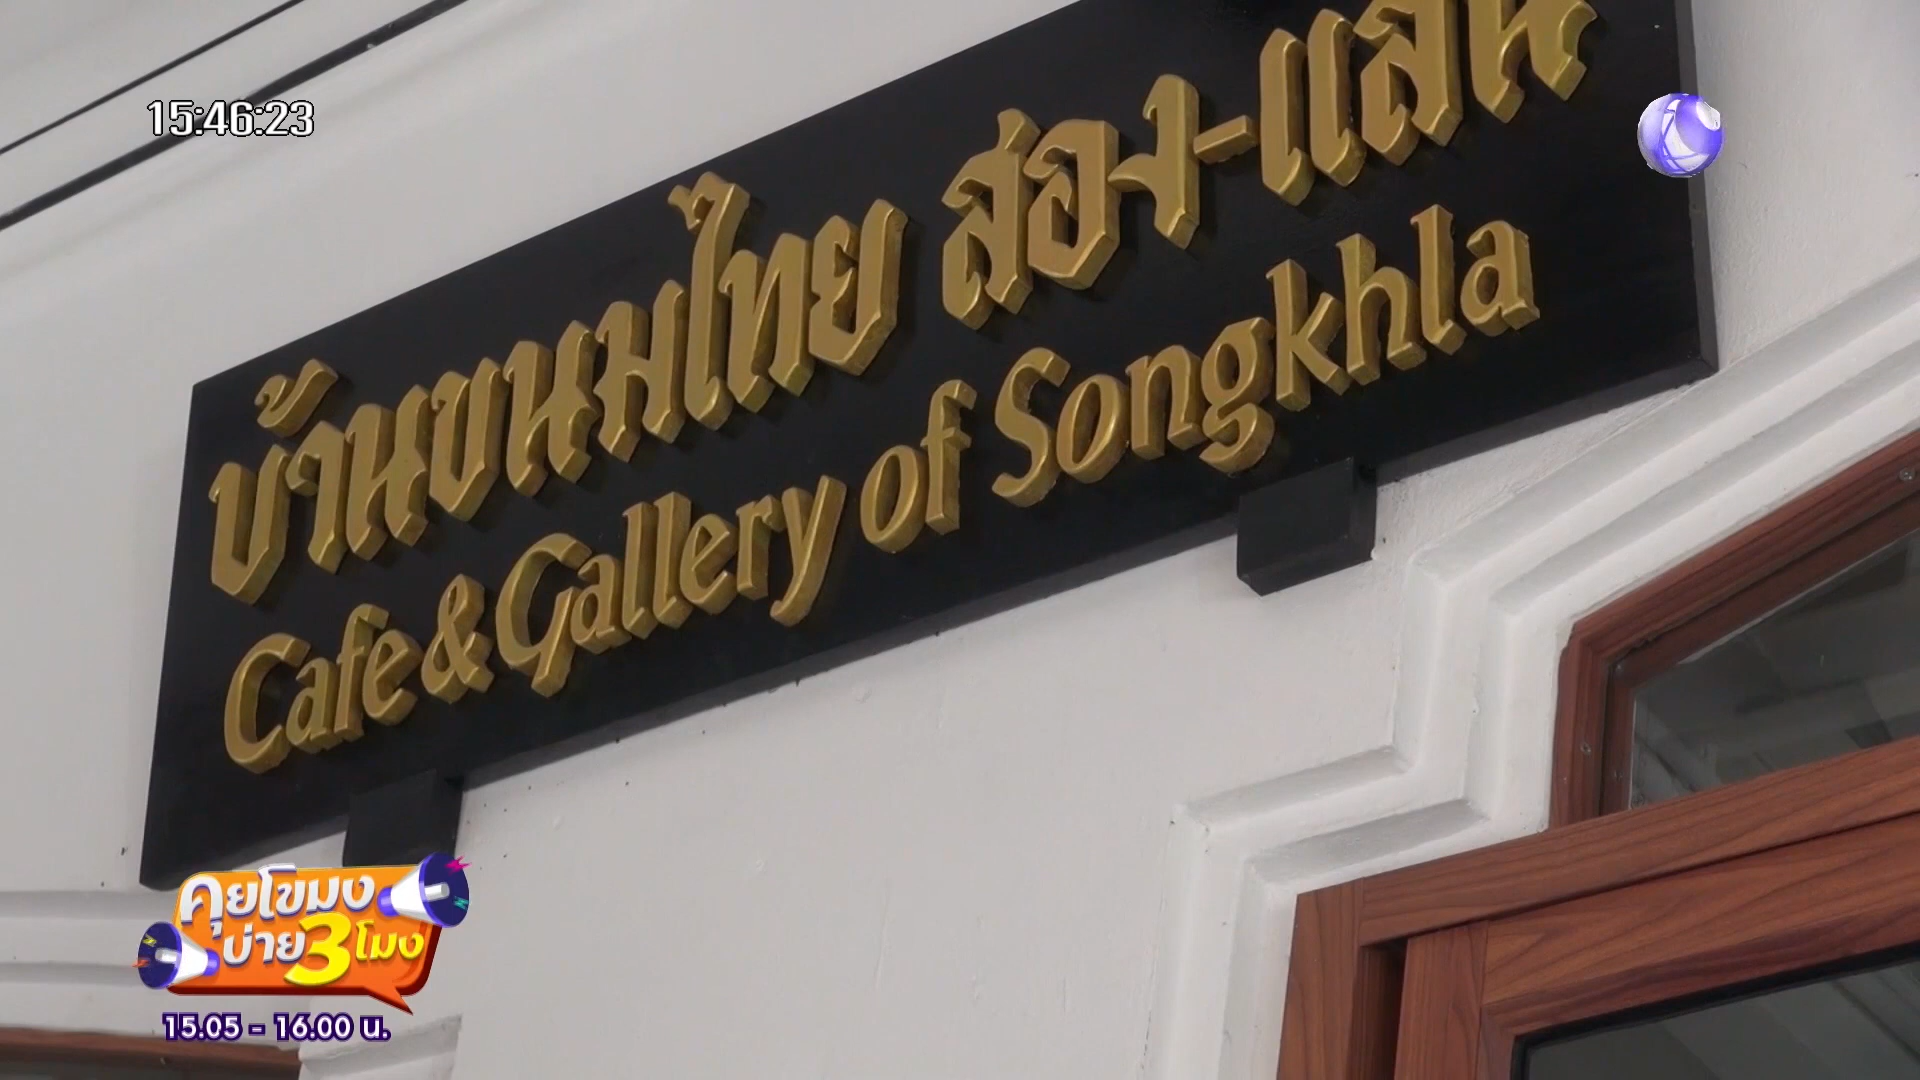 15:46:23
บ้านขนมไทย สอง-แสน
Cafe & Gallery of Songkhla
คุยโขมง
บ่าย 3 โมง
15.05 - 16.00 น.